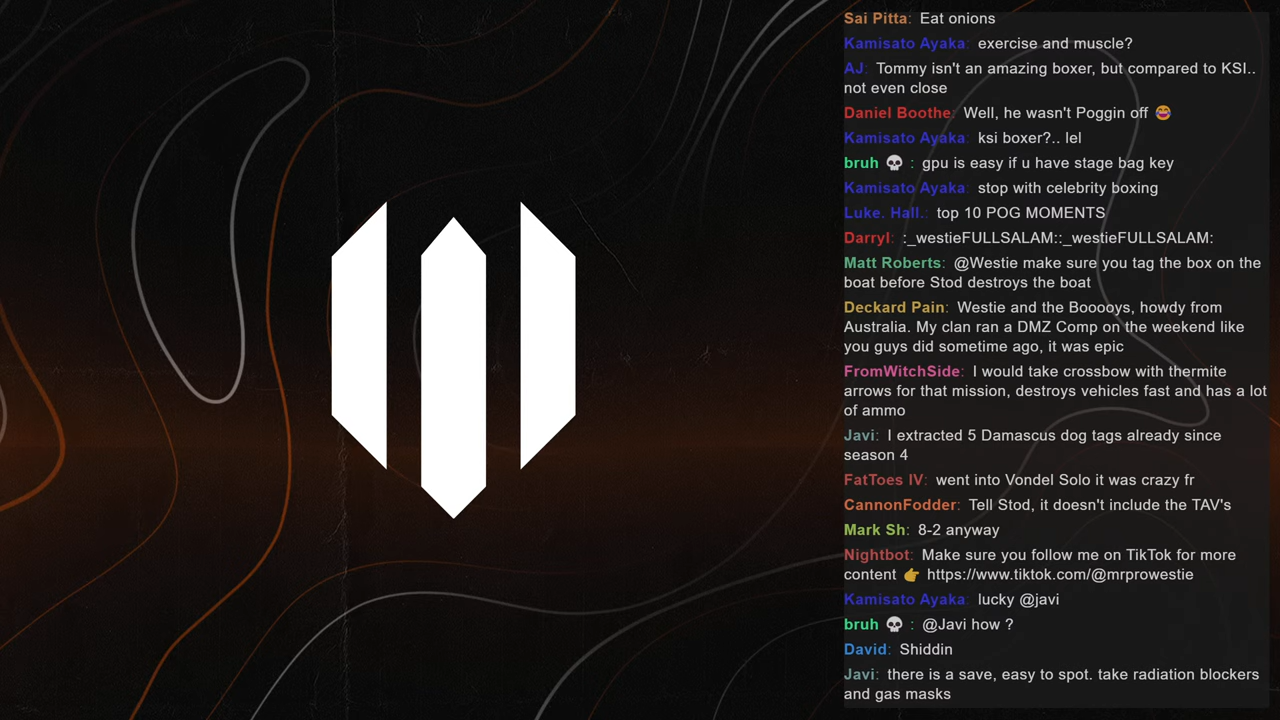 Sai Pitta: Eat onions
Kamisato Ayaka: exercise and muscle?
AJ: Tommy isn't an amazing boxer, but compared to KSI..
not even close
Daniel Boothe: Well, he wasn't Poggin off 😂
Kamisato Ayaka: ksi boxer?.. lel
bruh 💀 : gpu is easy if u have stage bag key
Kamisato Ayaka: stop with celebrity boxing
Luke. Hall.: top 10 POG MOMENTS
Darryl: :_westieFULLSALAM::_westieFULLSALAM:
Matt Roberts: @Westie make sure you tag the box on the
boat before Stod destroys the boat
Deckard Pain: Westie and the Booooys, howdy from
Australia. My clan ran a DMZ Comp on the weekend like
you guys did sometime ago, it was epic
FromWitchSide: I would take crossbow with thermite
arrows for that mission, destroys vehicles fast and has a lot
of ammo
Javi: I extracted 5 Damascus dog tags already since
season 4
FatToes IV: went into Vondel Solo it was crazy fr
CannonFodder: Tell Stod, it doesn't include the TAV's
Mark Sh: 8-2 anyway
Nightbot: Make sure you follow me on TikTok for more
content 👉 https://www.tiktok.com/@mrprowestie
Kamisato Ayaka: lucky @javi
bruh 💀 : @Javi how ?
David: Shiddin
Javi: there is a save, easy to spot. take radiation blockers
and gas masks